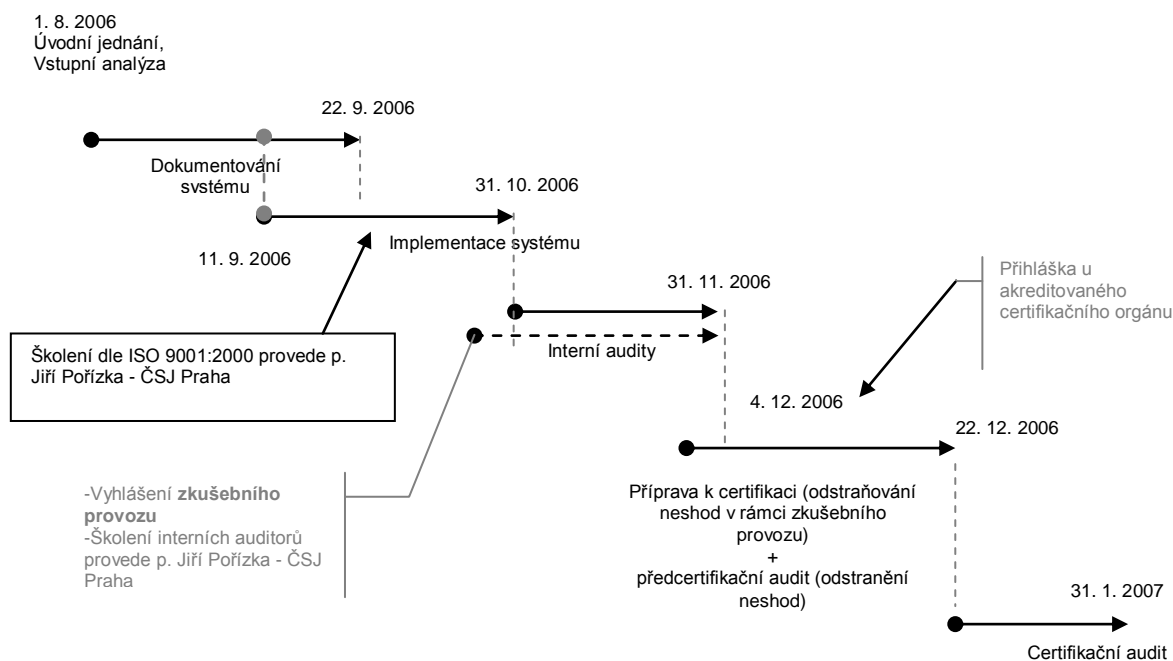 1. 8. 2006
Úvodní jednání,
Vstupní analýza
22. 9. 2006
Dokumentování
systému
31. 10. 2006
11. 9. 2006
Implementace systému
Školení dle ISO 9001:2000 provede p.
Jiří Pořízka - ČSJ Praha
31. 11. 2006
Interní audity
Přihláška u
akreditovaného
certifikačního orgánu
4. 12. 2006
22. 12. 2006
-Vyhlášení zkušebního
provozu
-Školení interních auditorů
provede p. Jiří Pořízka - ČSJ
Praha
Příprava k certifikaci (odstraňování
neshod v rámci zkušebního
provozu)
+
předcertifikační audit (odstranění
neshod)
31. 1. 2007
Certifikační audit